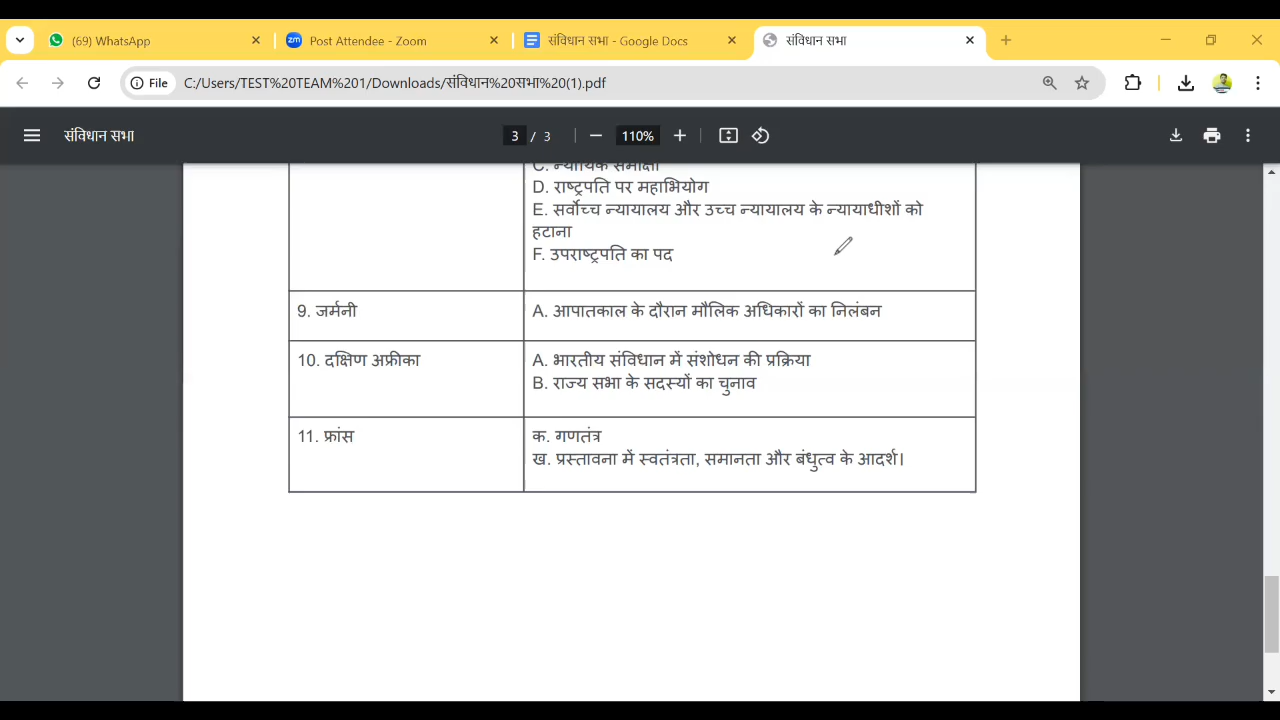 (69) WhatsApp
Post Attendee - Zoom
संविधान सभा - Google Docs
संविधान सभा
File
C:/Users/TEST%20TEAM%201/Downloads/संविधान%20सभा%20(1).pdf
संविधान सभा
3 / 3
110%
C. न्यायिक समीक्षा
D. राष्ट्रपति पर महाभियोग
E. सर्वोच्च न्यायालय और उच्च न्यायालय के न्यायाधीशों को
हटाना
F. उपराष्ट्रपति का पद
9. जर्मनी
A. आपातकाल के दौरान मौलिक अधिकारों का निलंबन
10. दक्षिण अफ्रीका
A. भारतीय संविधान में संशोधन की प्रक्रिया
B. राज्य सभा के सदस्यों का चुनाव
11. फ्रांस
क. गणतंत्र
ख. प्रस्तावना में स्वतंत्रता, समानता और बंधुत्व के आदर्श।